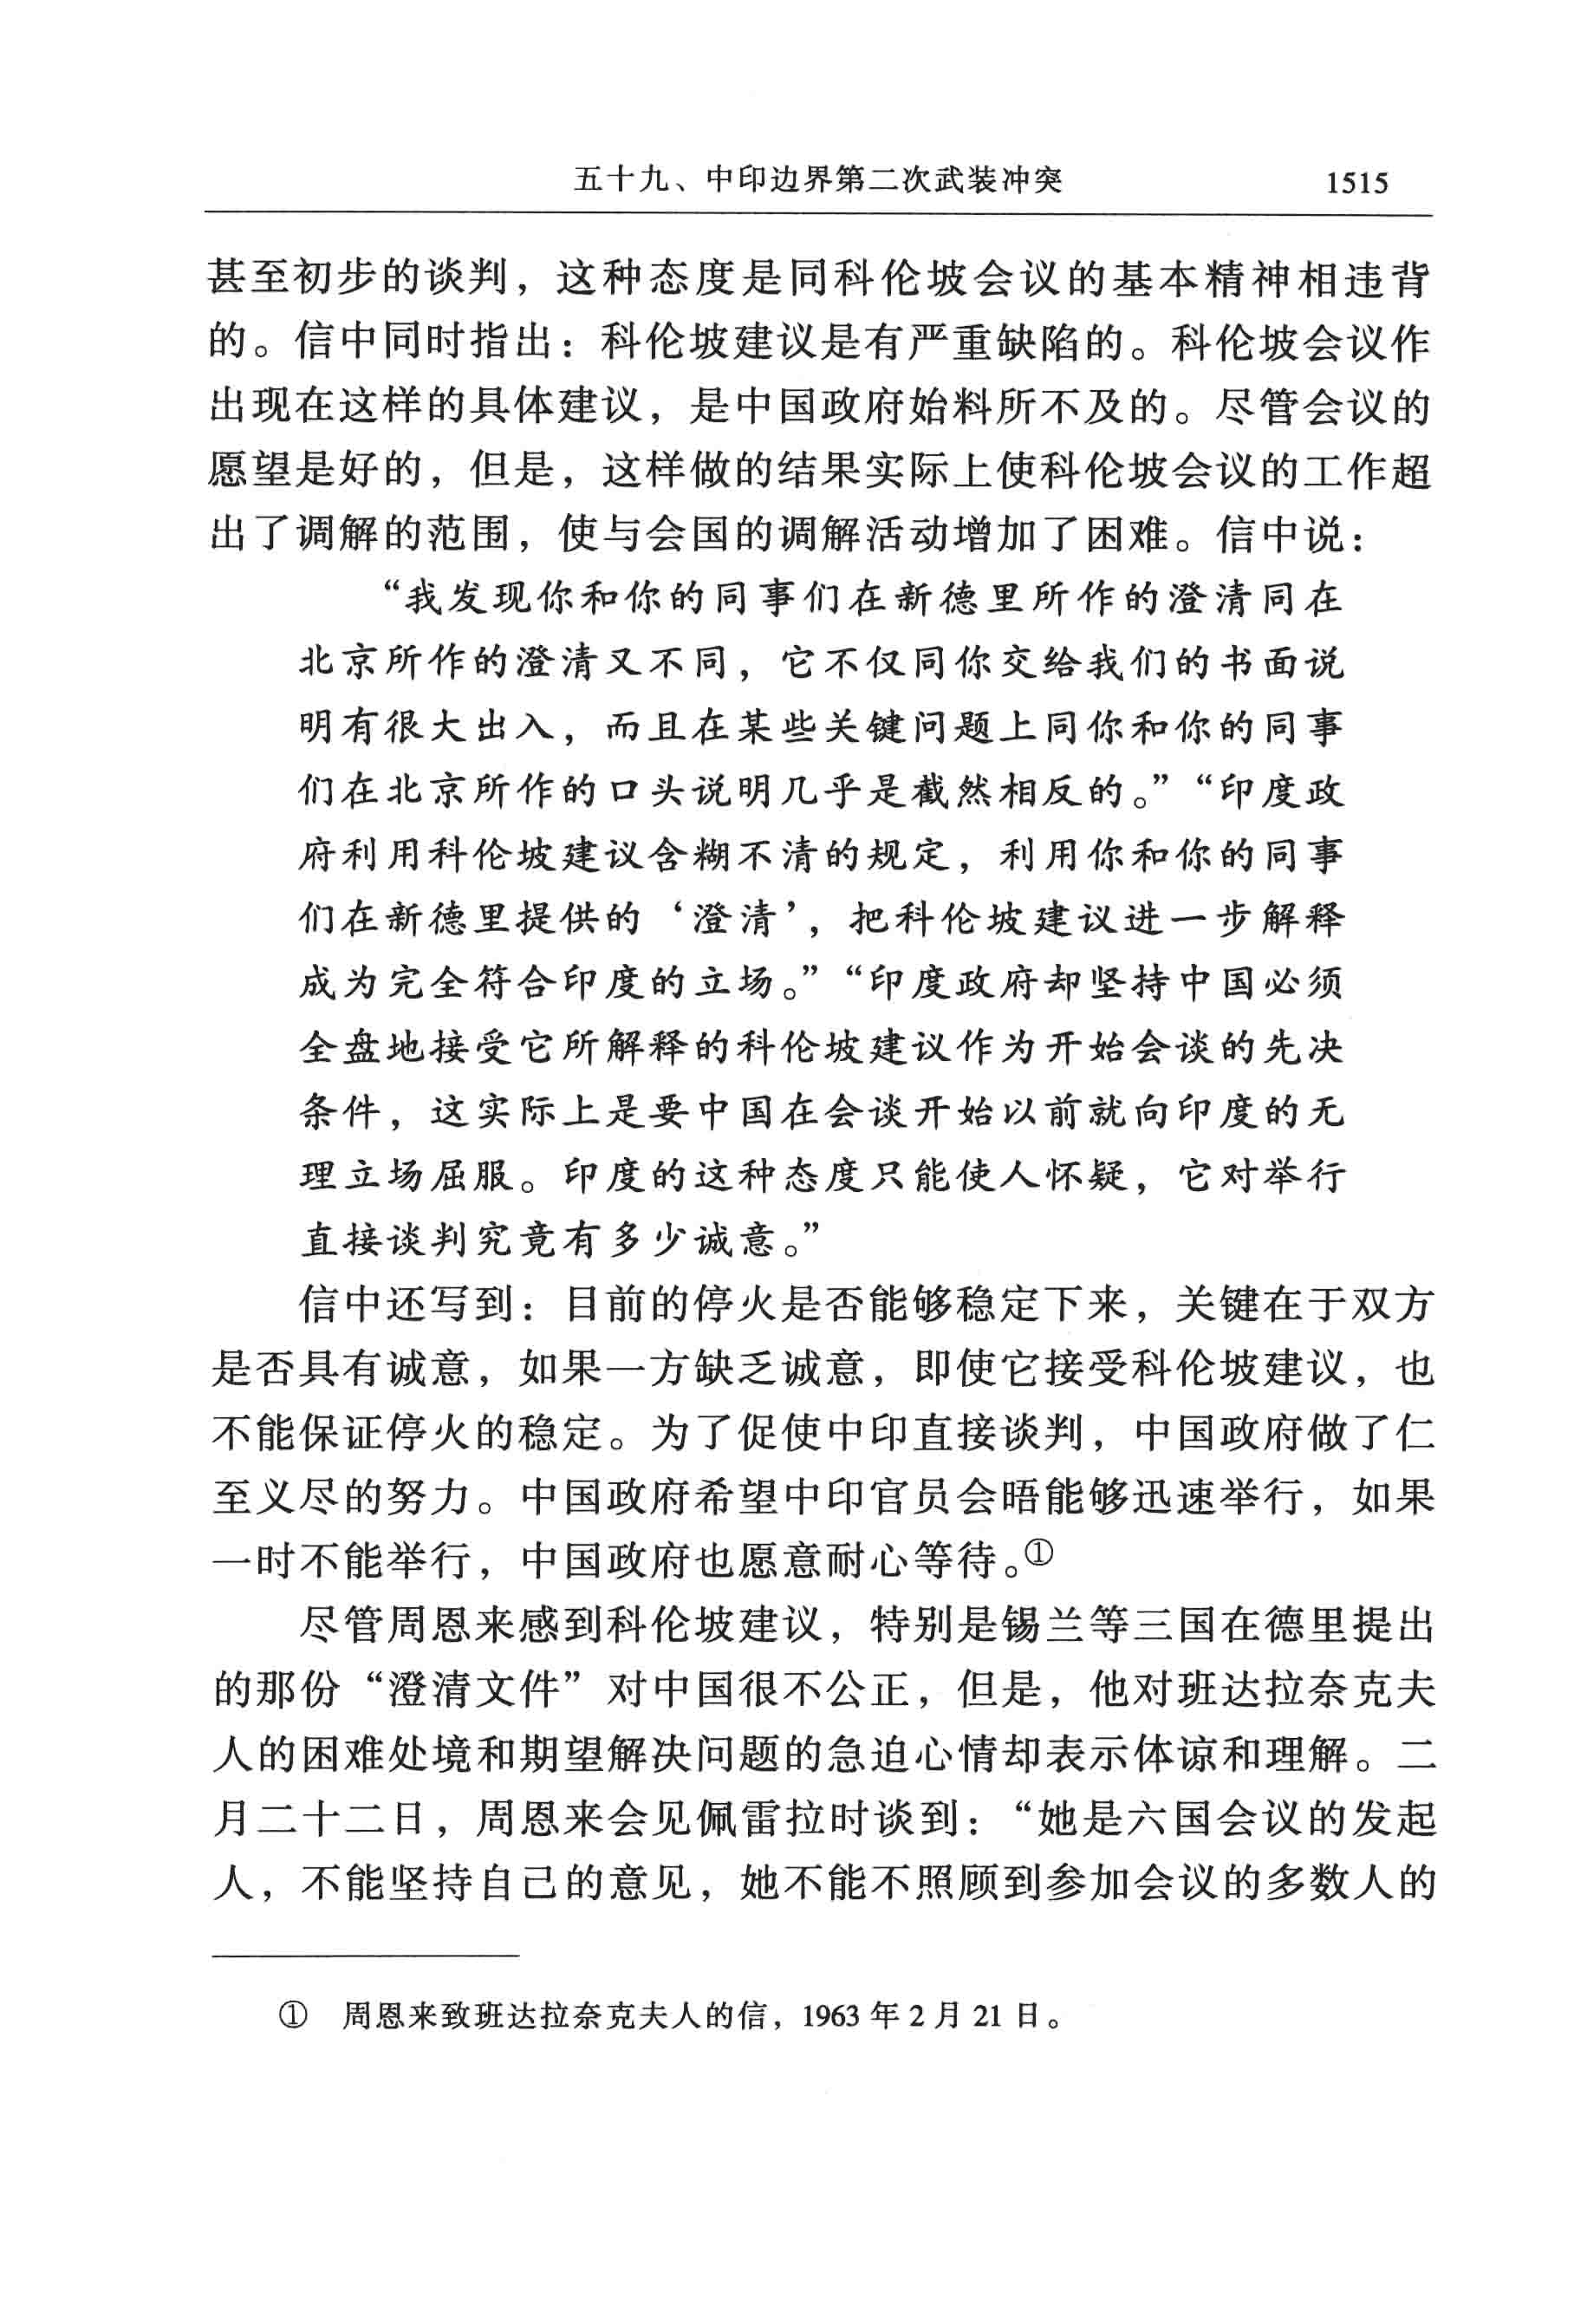 五十九、中印边界第二次武装冲突 1515
甚至初步的谈判，这种态度是同科伦坡会议的基本精神相违背
的。信中同时指出：科伦坡建议是有严重缺陷的。科伦坡会议作
出现在这样的具体建议，是中国政府始料所不及的。尽管会议的
愿望是好的，但是，这样做的结果实际上使科伦坡会议的工作超
出了调解的范围，使与会国的调解活动增加了困难。信中说：
“我发现你和你的同事们在新德里所作的澄清同在
北京所作的澄清又不同，它不仅同你交给我们的书面说
明有很大出入，而且在某些关键问题上同你和你的同事
们在北京所作的口头说明几乎是截然相反的。”“印度政
府利用科伦坡建议含糊不清的规定，利用你和你的同事
们在新德里提供的‘澄清’，把科伦坡建议进一步解释
成为完全符合印度的立场。”“印度政府却坚持中国必须
全盘地接受它所解释的科伦坡建议作为开始会谈的先决
条件，这实际上是要中国在会谈开始以前就向印度的无
理立场屈服。印度的这种态度只能使人怀疑，它对举行
直接谈判究竟有多少诚意。”
信中还写到：目前的停火是否能够稳定下来，关键在于双方
是否具有诚意，如果一方缺乏诚意，即使它接受科伦坡建议，也
不能保证停火的稳定。为了促使中印直接谈判，中国政府做了仁
至义尽的努力。中国政府希望中印官员会晤能够迅速举行，如果
一时不能举行，中国政府也愿意耐心等待。①
尽管周恩来感到科伦坡建议，特别是锡兰等三国在德里提出
的那份“澄清文件”对中国很不公正，但是，他对班达拉奈克夫
人的困难处境和期望解决问题的急迫心情却表示体谅和理解。二
月二十二日，周恩来会见佩雷拉时谈到：“她是六国会议的发起
人，不能坚持自己的意见，她不能不照顾到参加会议的多数人的
① 周恩来致班达拉奈克夫人的信，1963 年 2 月 21 日。